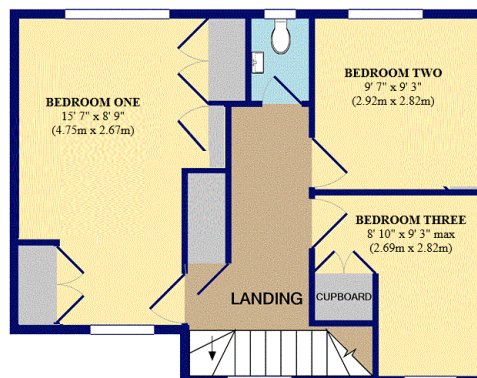 BEDROOM ONE
15' 7" x 8' 9"
(4.75m x 2.67m)
BEDROOM TWO
9' 7" x 9' 3"
(2.92m x 2.82m)
BEDROOM THREE
8' 10" x 9' 3" max
(2.69m x 2.82m)
CUPBOARD
LANDING